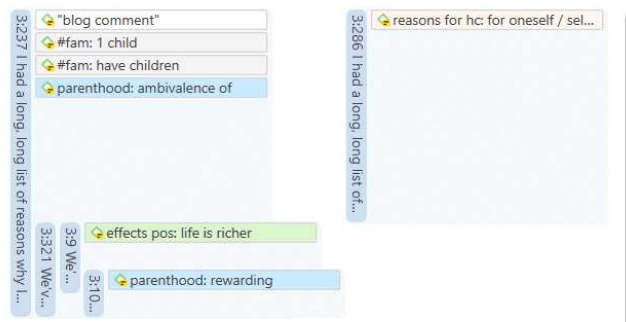 3:237 I had a long, long list of reasons why I...
"blog comment"
#fam: 1 child
#fam: have children
parenthood: ambivalence of
3:321 We'v...
3:9 We'...
effects pos: life is richer
3:10...
parenthood: rewarding
3:286 I had a long, long list of...
reasons for hc: for oneself / sel...